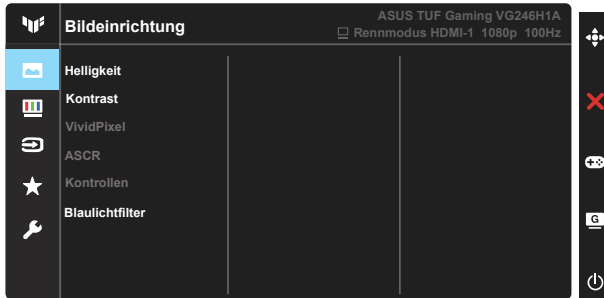 Bildeinrichtung
ASUS TUF Gaming VG246H1A
Rennmodus HDMI-1 1080p 100Hz
Helligkeit
Kontrast
VividPixel
ASCR
Kontrollen
Blaulichtfilter
G